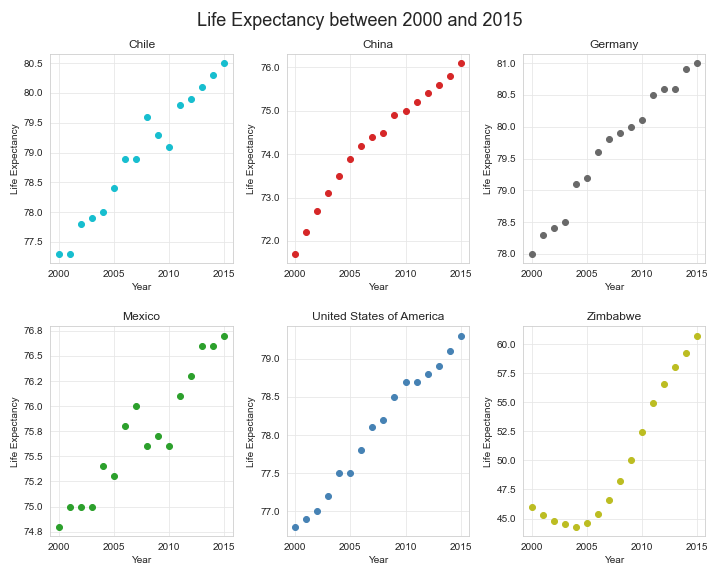 Life Expectancy between 2000 and 2015
Chile
China
Germany
80.5
80.0
79.5
79.0
78.5
78.0
77.5
Life Expectancy
2000 2005 2010 2015
Year
76.0
75.0
74.0
73.0
72.0
Life Expectancy
2000 2005 2010 2015
Year
81.0
80.5
80.0
79.5
79.0
78.5
78.0
Life Expectancy
2000 2005 2010 2015
Year
Mexico
United States of America
Zimbabwe
76.8
76.5
76.2
76.0
75.8
75.5
75.2
75.0
74.8
Life Expectancy
2000 2005 2010 2015
Year
79.0
78.5
78.0
77.5
77.0
Life Expectancy
2000 2005 2010 2015
Year
60.0
57.5
55.0
52.5
50.0
47.5
45.0
Life Expectancy
2000 2005 2010 2015
Year